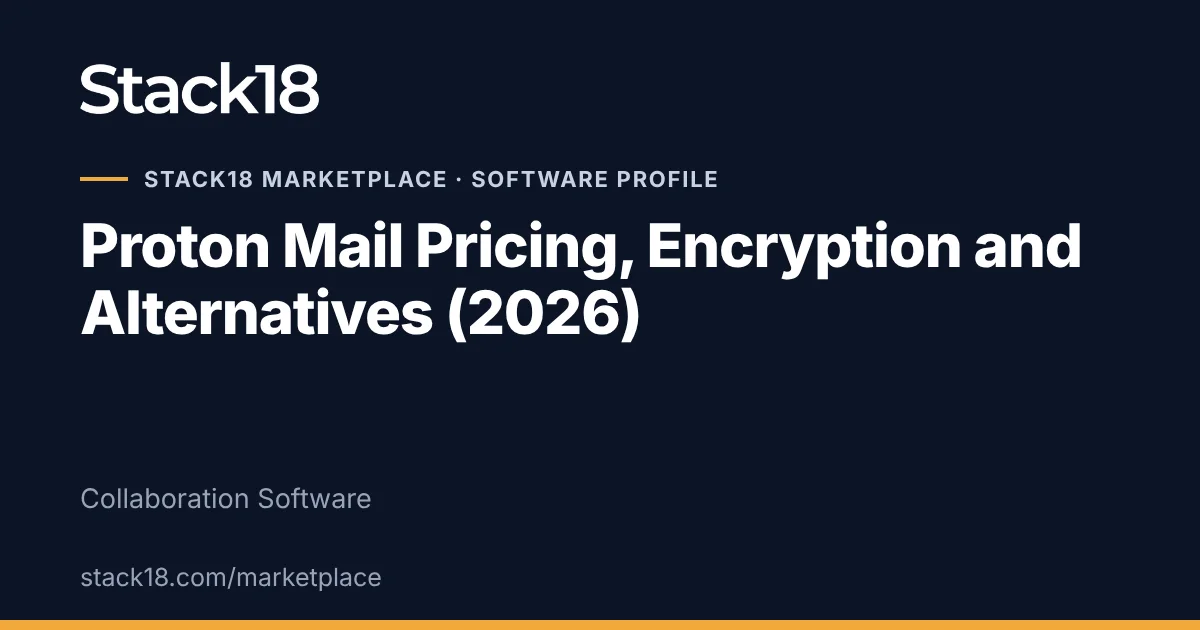 Stack18
STACK18 MARKETPLACE · SOFTWARE PROFILE
Proton Mail Pricing, Encryption and
Alternatives (2026)
Collaboration Software
stack18.com/marketplace